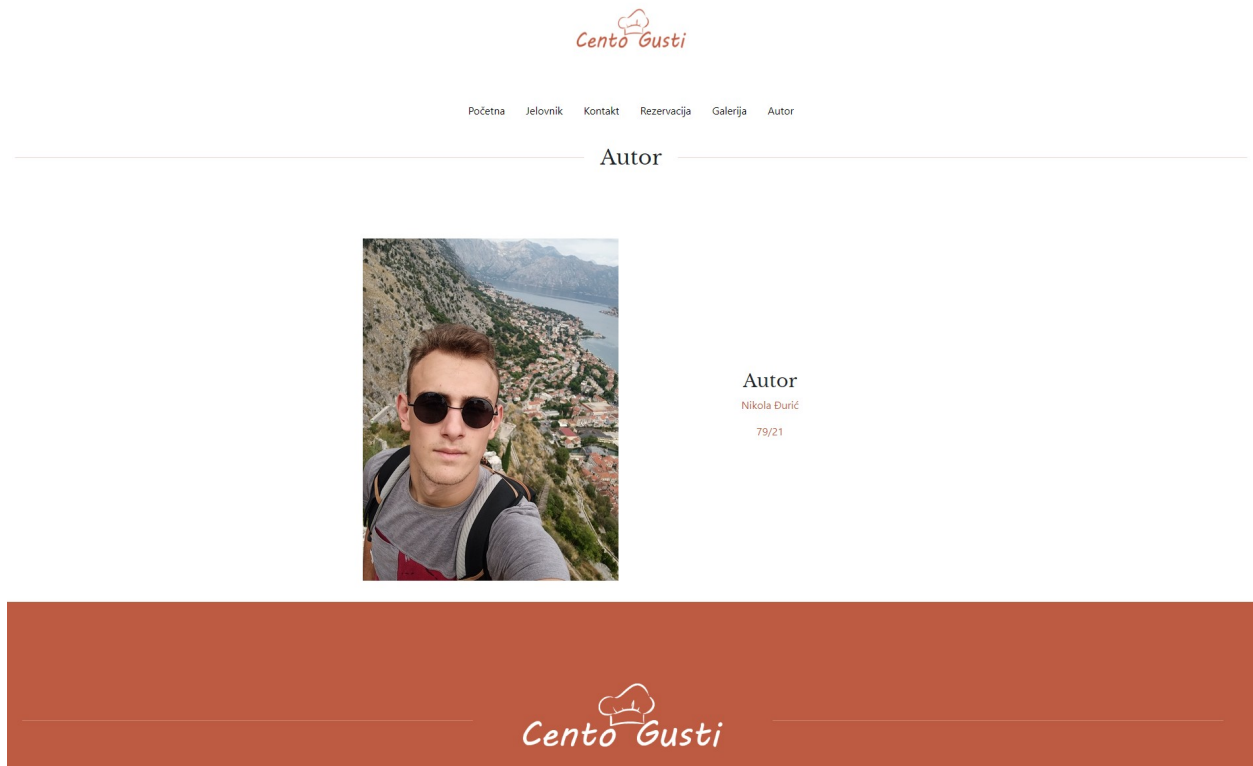 Cento Gusti
Početna Jelovnik Kontakt Rezervacija Galerija Autor
Autor
Autor
Nikola Đurić
79/21
Cento Gusti